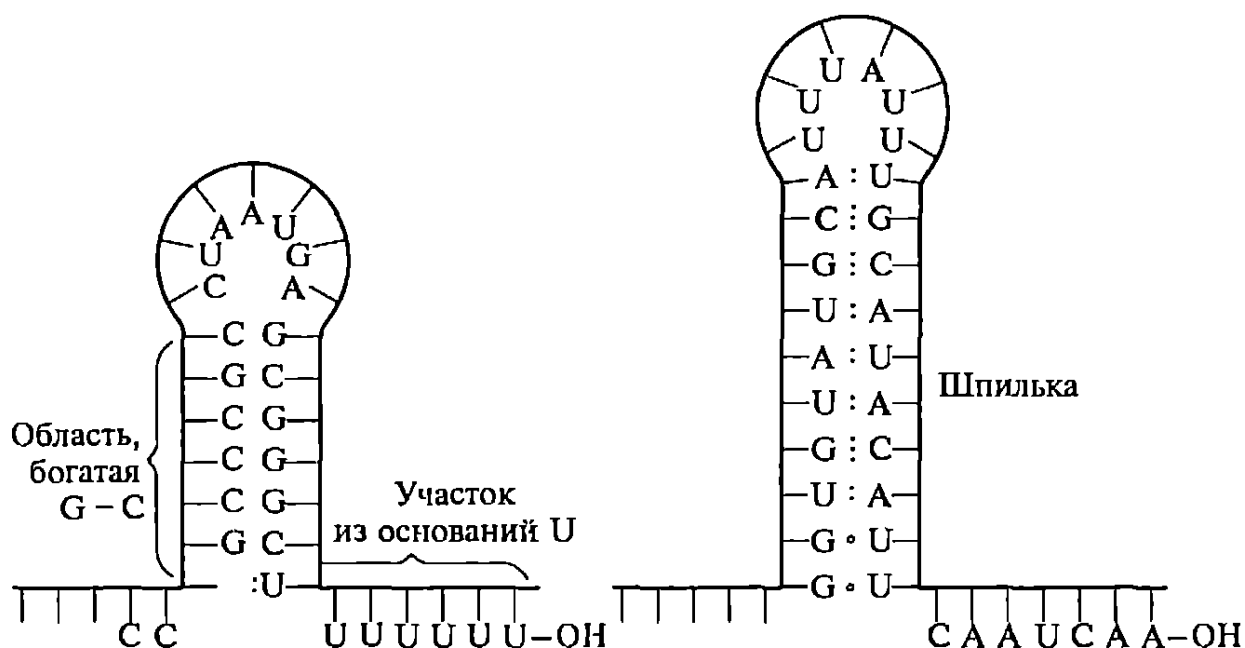 A
A U
U G
C A
C G
G C
C G
C G
C G
G C
:U
Область,
богатая
G – C
Участок
из оснований U
C C
U U U U U U–OH
U A
U U
U U
A : U
C ⋮ G
G ⋮ C
U : A
A : U
U : A
G ⋮ C
U : A
G ∘ U
G ∘ U
Шпилька
C A A U C A A–OH